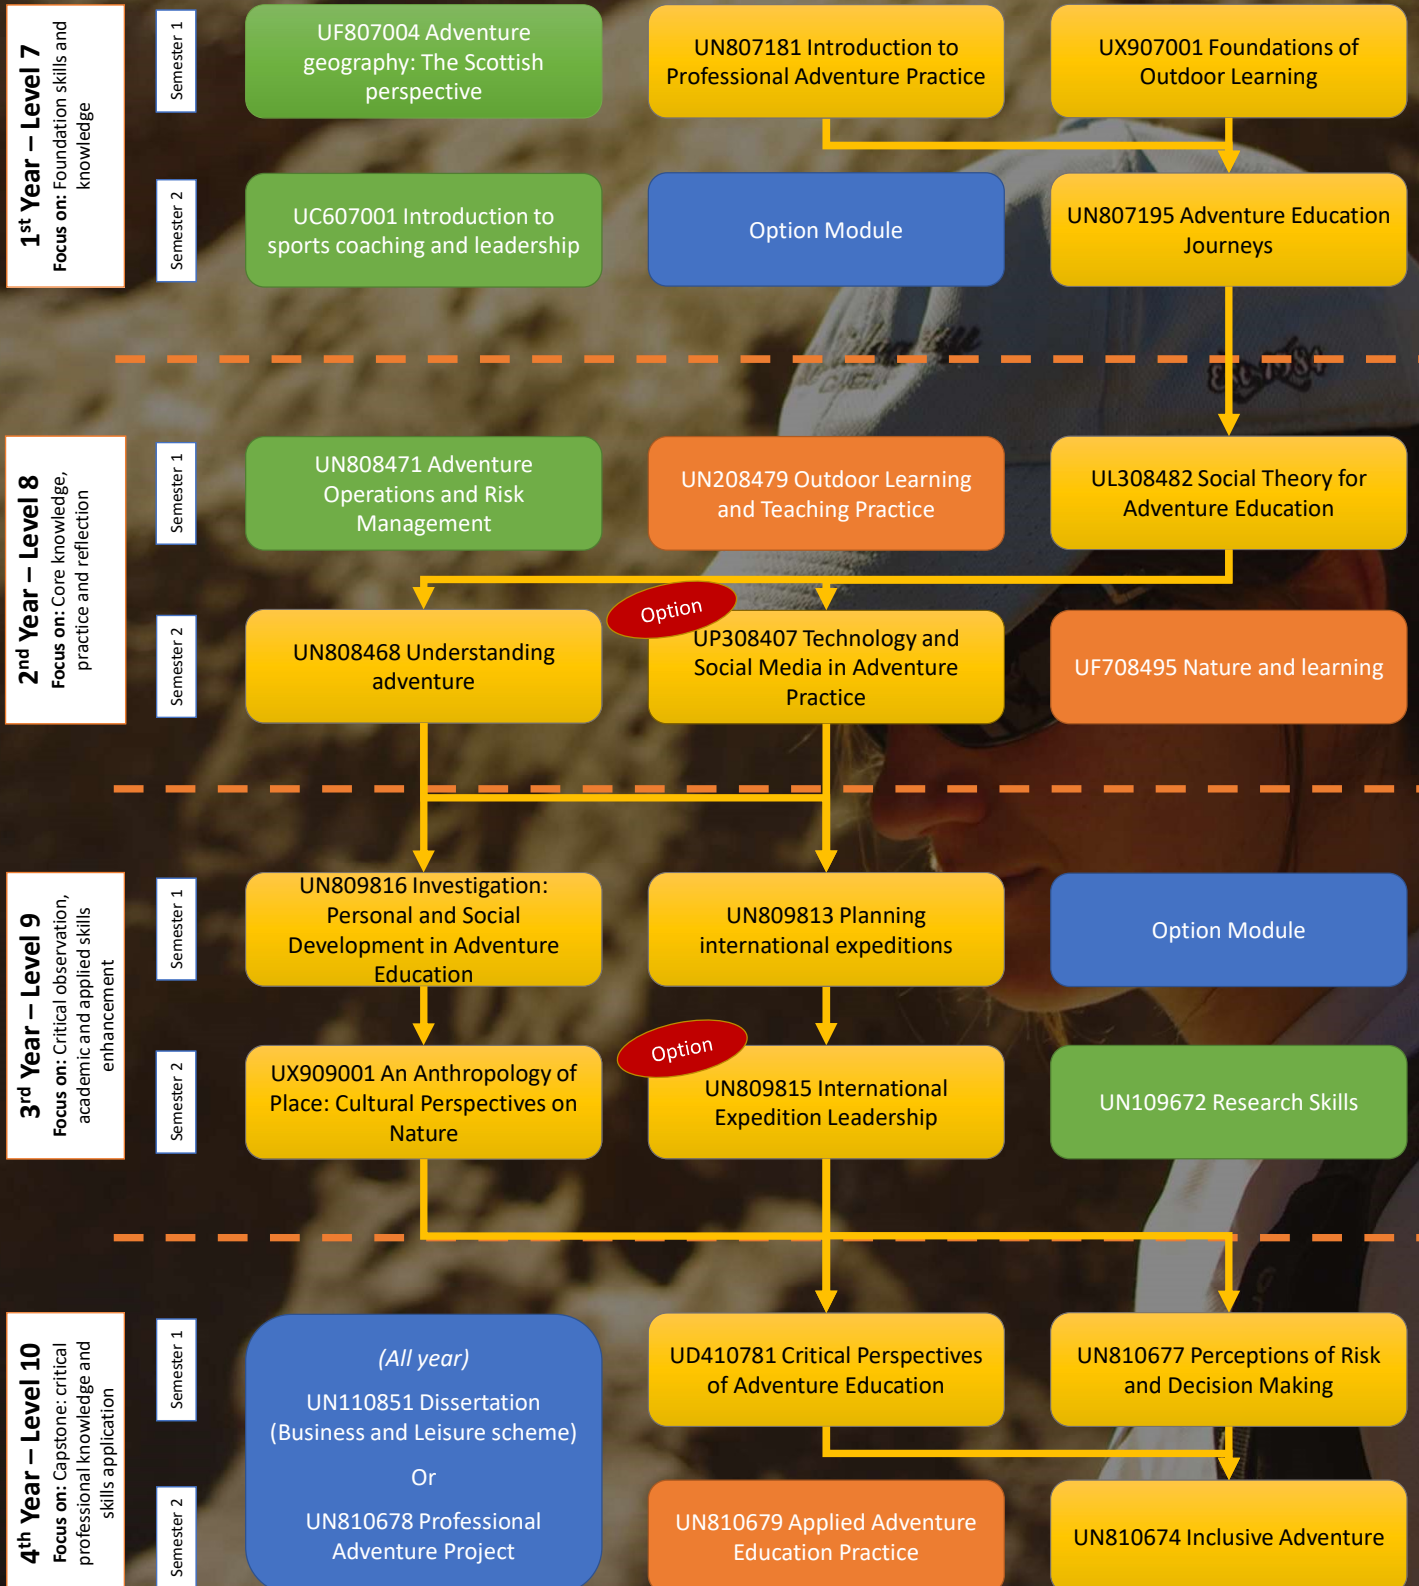 1st Year – Level 7
Focus on: Foundation skills and
knowledge
Semester 1
UF807004 Adventure
geography: The Scottish
perspective
UN807181 Introduction to
Professional Adventure Practice
UX907001 Foundations of
Outdoor Learning
Semester 2
UC607001 Introduction to
sports coaching and leadership
Option Module
UN807195 Adventure Education
Journeys
2nd Year – Level 8
Focus on: Core knowledge,
practice and reflection
Semester 1
UN808471 Adventure
Operations and Risk
Management
UN208479 Outdoor Learning
and Teaching Practice
UL308482 Social Theory for
Adventure Education
Semester 2
UN808468 Understanding
adventure
Option
UP308407 Technology and
Social Media in Adventure
Practice
UF708495 Nature and learning
3rd Year – Level 9
Focus on: Critical observation,
academic and applied skills
enhancement
Semester 1
UN809816 Investigation:
Personal and Social
Development in Adventure
Education
UN809813 Planning
international expeditions
Option Module
Semester 2
UX909001 An Anthropology of
Place: Cultural Perspectives on
Nature
Option
UN809815 International
Expedition Leadership
UN109672 Research Skills
4th Year – Level 10
Focus on: Capstone: critical
professional knowledge and
skills application
Semester 1
(All year)
UN110851 Dissertation
(Business and Leisure scheme)
Or
UN810678 Professional
Adventure Project
UD410781 Critical Perspectives
of Adventure Education
UN810677 Perceptions of Risk
and Decision Making
Semester 2
UN810679 Applied Adventure
Education Practice
UN810674 Inclusive Adventure